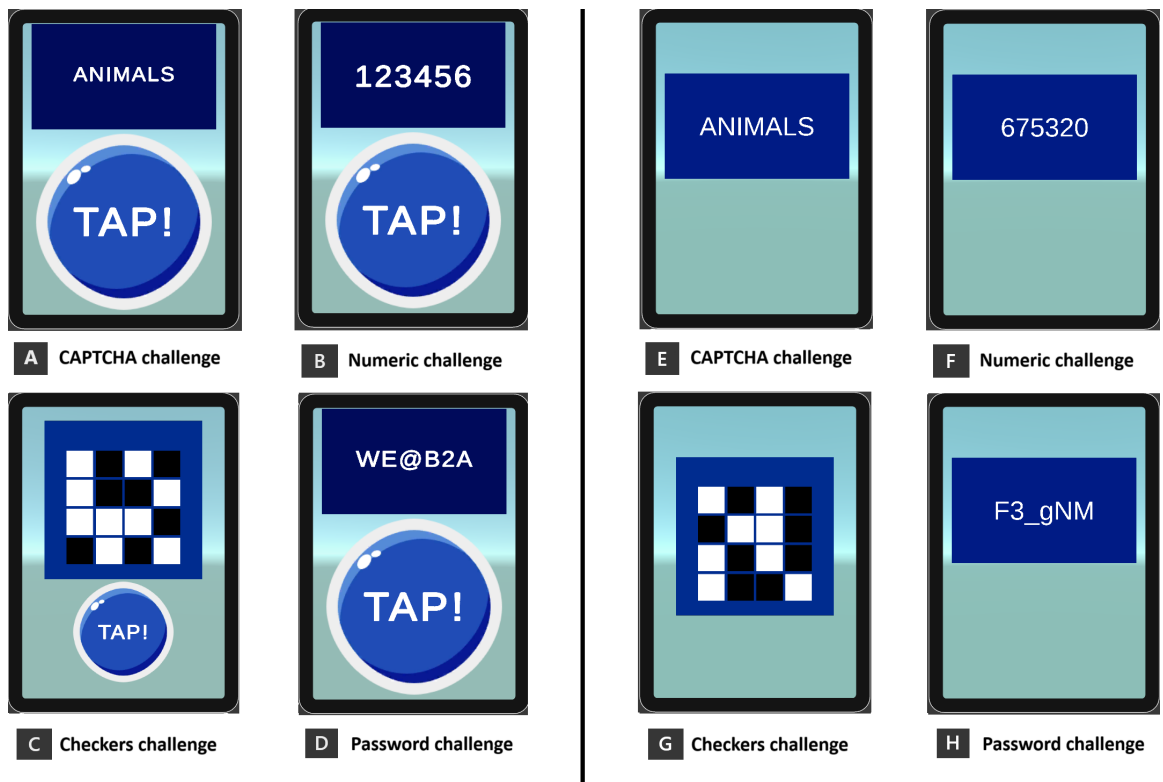 ANIMALS
TAP!
A CAPTCHA challenge
123456
TAP!
B Numeric challenge
TAP!
C Checkers challenge
WE@B2A
TAP!
D Password challenge
ANIMALS
E CAPTCHA challenge
675320
F Numeric challenge
G Checkers challenge
F3_gNM
H Password challenge